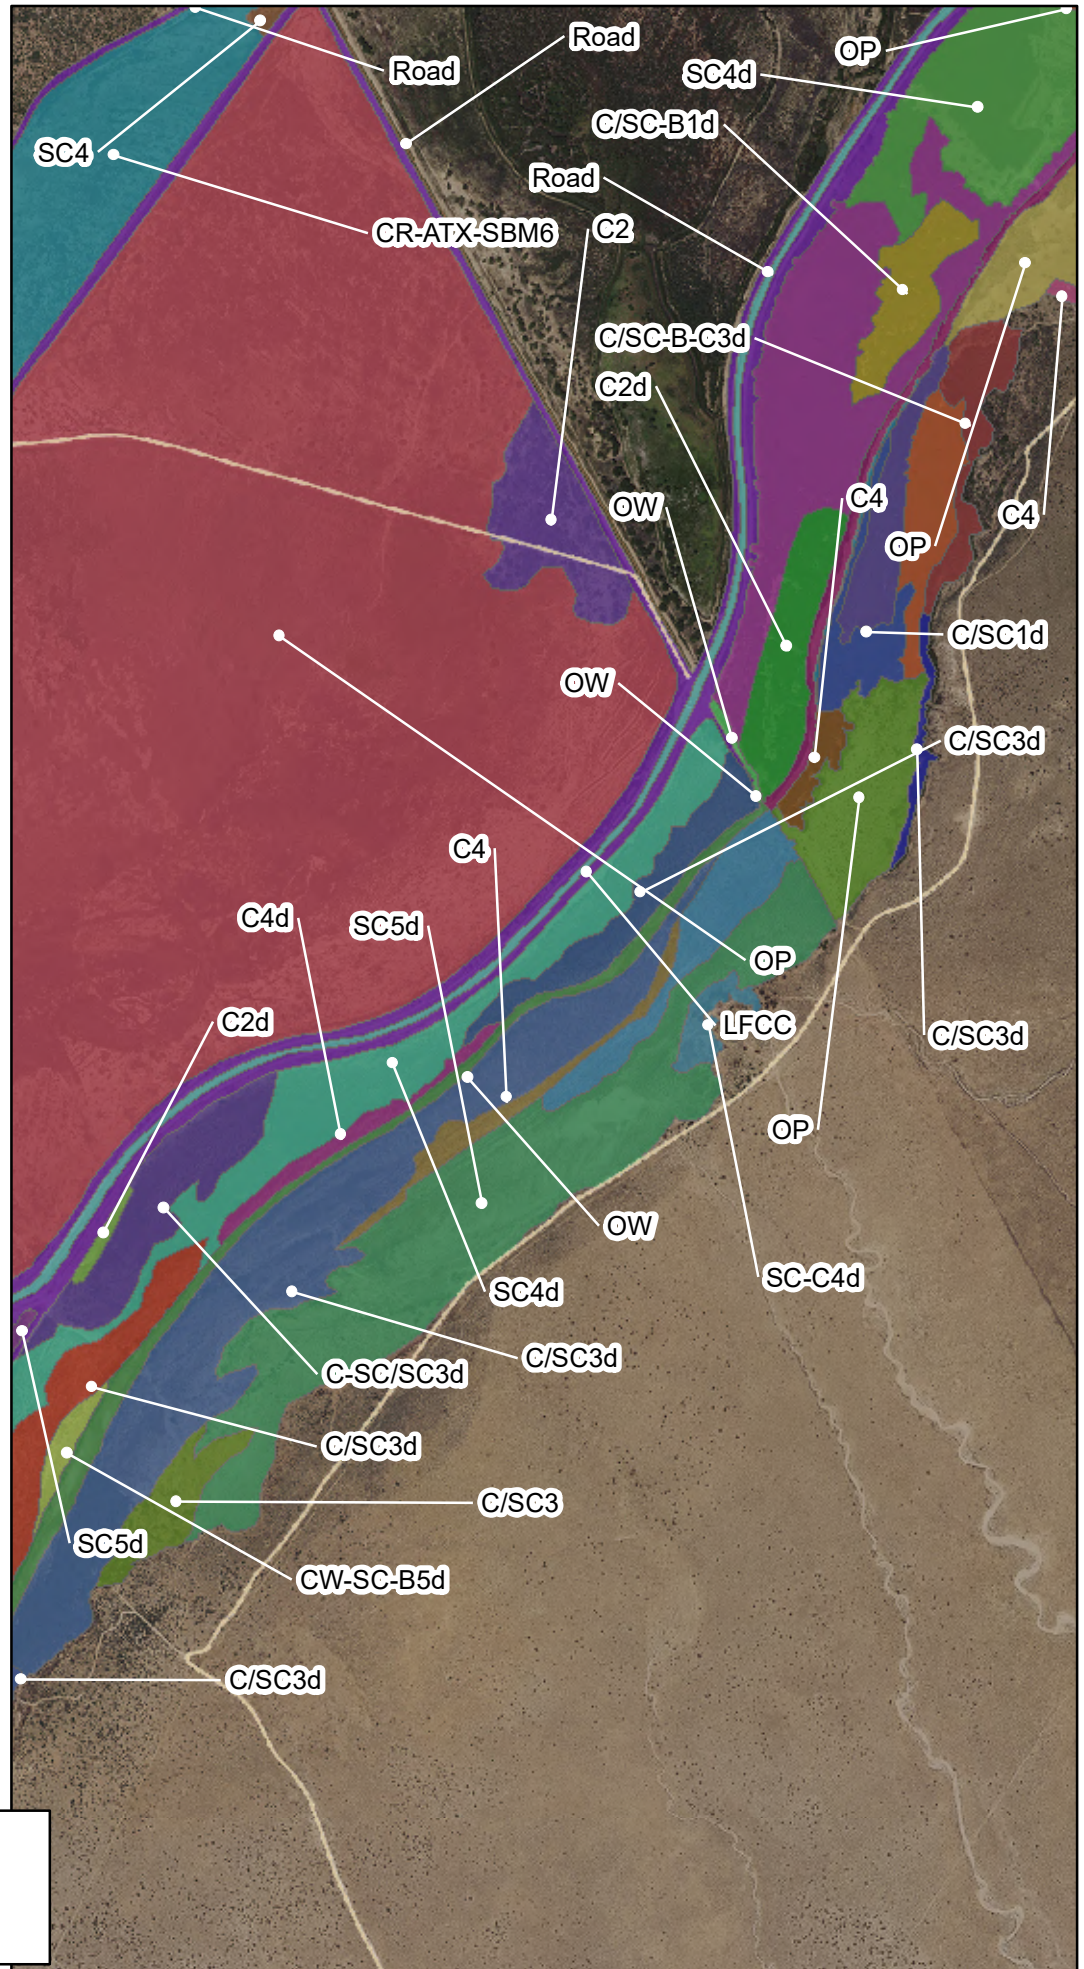 Road
OP
Road
SC4d
C/SC-B1d
SC4
Road
C2
CR-ATX-SBM6
C/SC-B-C3d
C2d
C4
OW
C4
OP
C/SC1d
OW
C/SC3d
C4
C4d
SC5d
OP
C2d
LFCC
C/SC3d
OP
OW
SC-C4d
SC4d
C/SC3d
C-SC/SC3d
C/SC3d
C/SC3
SC5d
CW-SC-B5d
C/SC3d